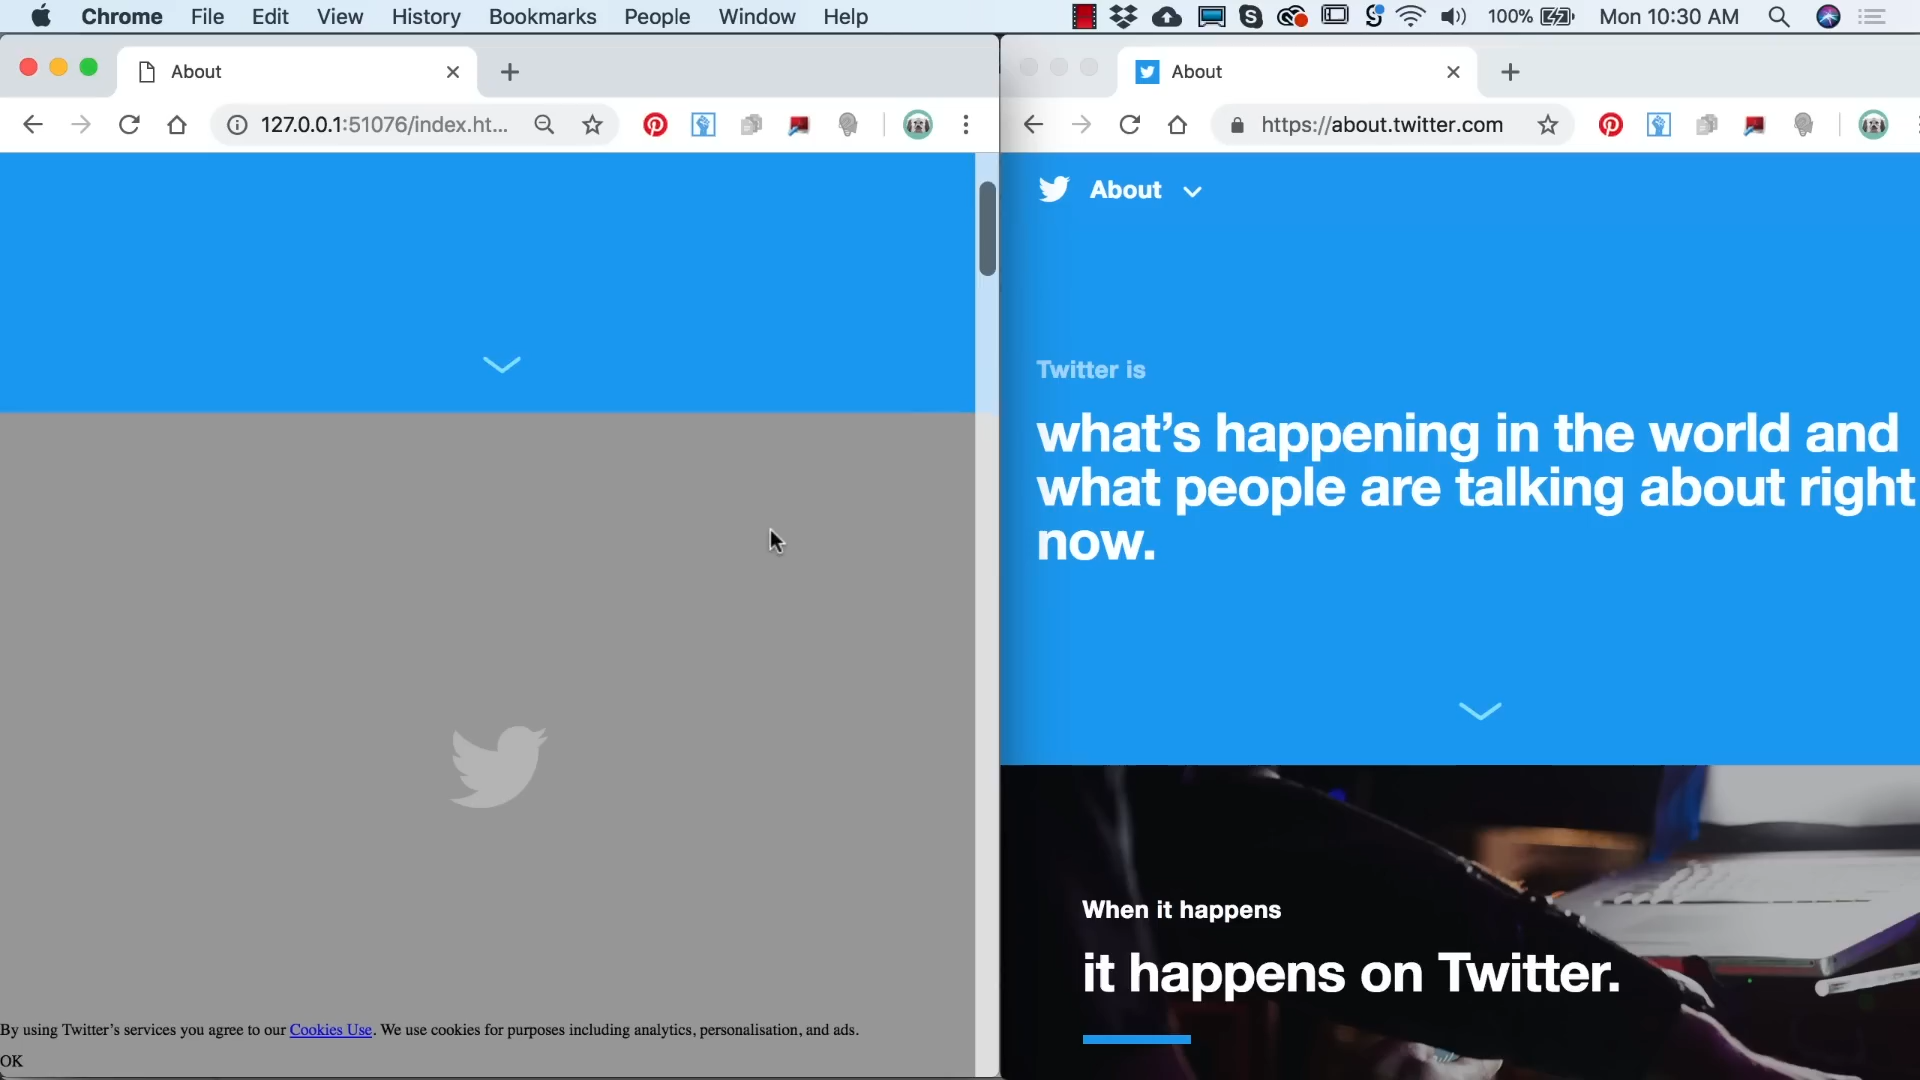 Chrome File Edit View History Bookmarks People Window Help 100% Mon 10:30 AM
About
127.0.0.1:51076/index.ht...
By using Twitter’s services you agree to our Cookies Use. We use cookies for purposes including analytics, personalisation, and ads.
OK
About
https://about.twitter.com
About
Twitter is
what’s happening in the world and
what people are talking about right
now.
When it happens
it happens on Twitter.